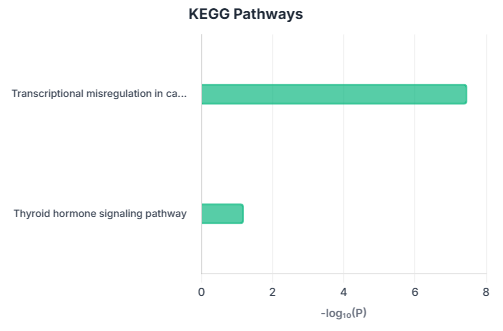 KEGG Pathways
Transcriptional misregulation in ca...
Thyroid hormone signaling pathway
0 2 4 6 8
-log₁₀(P)